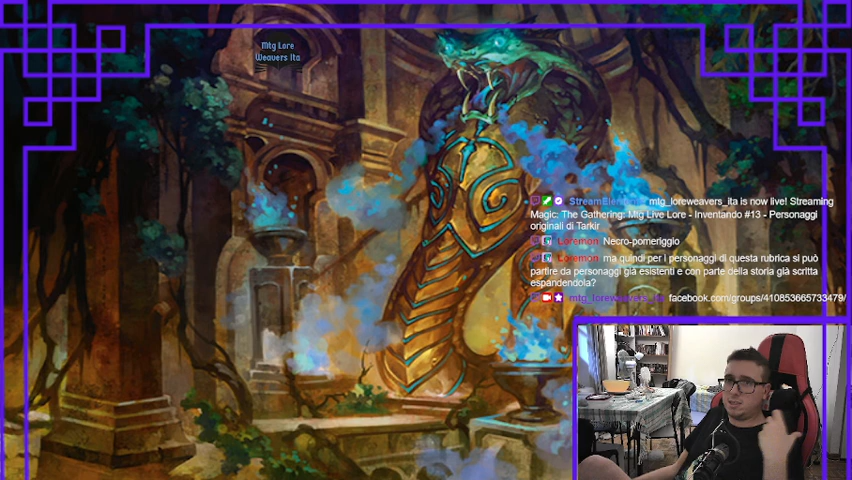 Mtg Lore
Weavers Ita
StreamElements mtg_loreweavers_ita is now live! Streaming
Magic: The Gathering: Mtg Live Lore - Inventando #13 - Personaggi
originali di Tarkir
Loremon Necro-pomeriggio
Loremon ma quindi per i personaggi di questa rubrica si può
partire da personaggi già esistenti e con parte della storia già scritta
espandendola?
mtg_loreweavers_ita facebook.com/groups/410853665733479/